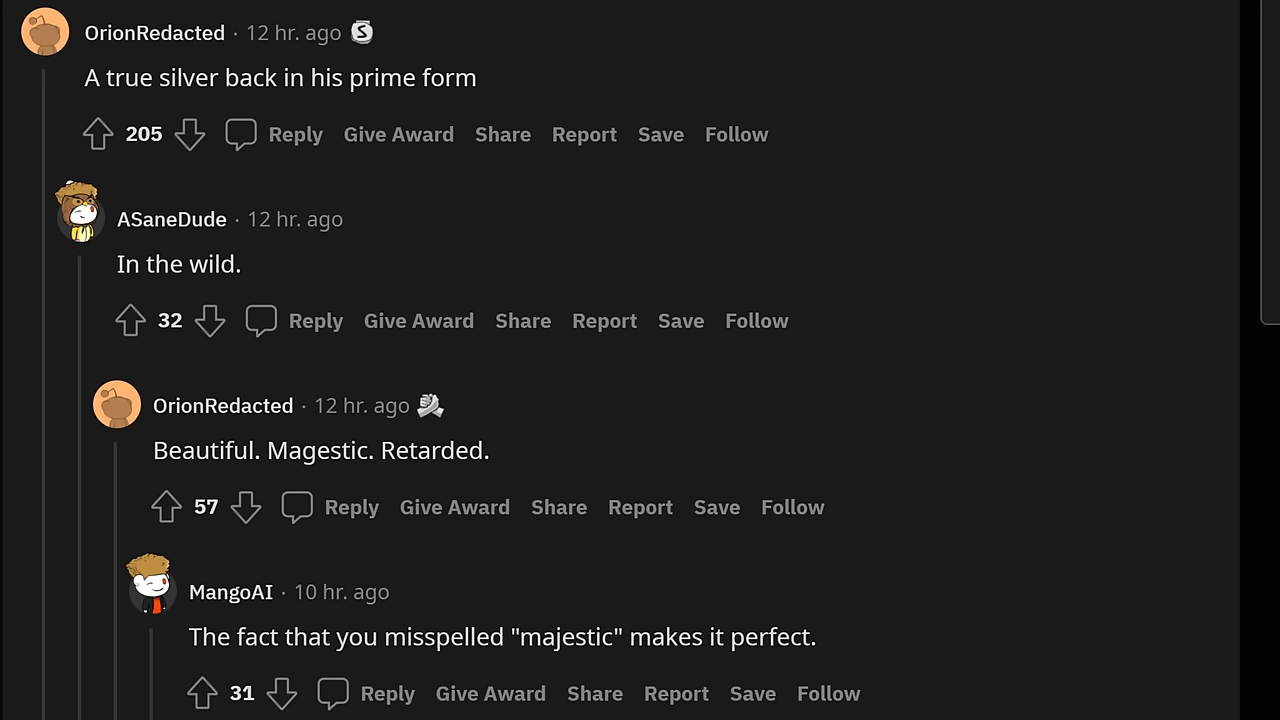 OrionRedacted · 12 hr. ago S
A true silver back in his prime form
205 Reply Give Award Share Report Save Follow
ASaneDude · 12 hr. ago
In the wild.
32 Reply Give Award Share Report Save Follow
OrionRedacted · 12 hr. ago
Beautiful. Magestic. Retarded.
57 Reply Give Award Share Report Save Follow
MangoAI · 10 hr. ago
The fact that you misspelled "majestic" makes it perfect.
31 Reply Give Award Share Report Save Follow